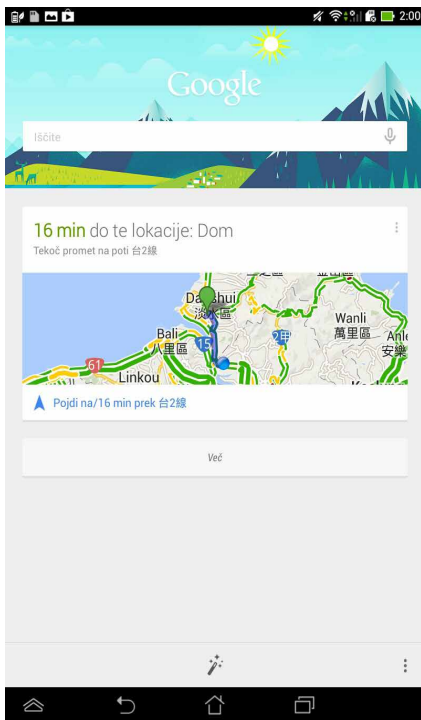 2:00
Google
Iščite
16 min do te lokacije: Dom
Tekoč promet na poti 台2線
Danshui
淡水區
Wanli
萬里區
Bali
八里區
15
2甲
安樂
61
Linkou
Pojdi na/16 min prek 台2線
Več